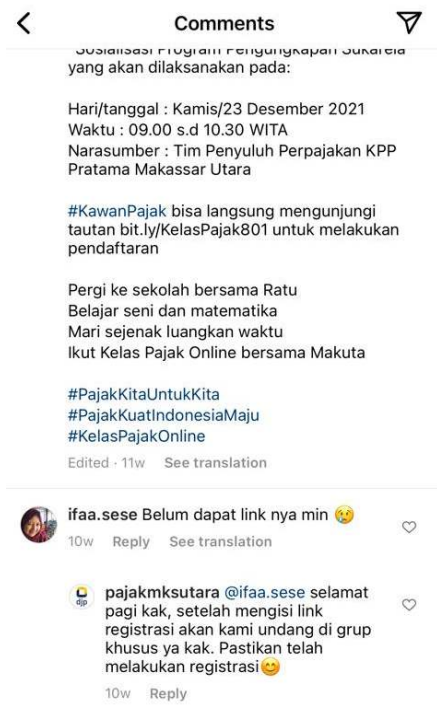 Comments
"Sosialisasi Program Pengungkapan Sukarela
yang akan dilaksanakan pada:
Hari/tanggal : Kamis/23 Desember 2021
Waktu : 09.00 s.d 10.30 WITA
Narasumber : Tim Penyuluh Perpajakan KPP
Pratama Makassar Utara
#KawanPajak bisa langsung mengunjungi
tautan bit.ly/KelasPajak801 untuk melakukan
pendaftaran
Pergi ke sekolah bersama Ratu
Belajar seni dan matematika
Mari sejenak luangkan waktu
Ikut Kelas Pajak Online bersama Makuta
#PajakKitaUntukKita
#PajakKuatIndonesiaMaju
#KelasPajakOnline
Edited · 11w See translation
ifaa.sese Belum dapat link nya min 😢
10w Reply See translation
djp
pajakmksutara @ifaa.sese selamat
pagi kak, setelah mengisi link
registrasi akan kami undang di grup
khusus ya kak. Pastikan telah
melakukan registrasi😊
10w Reply